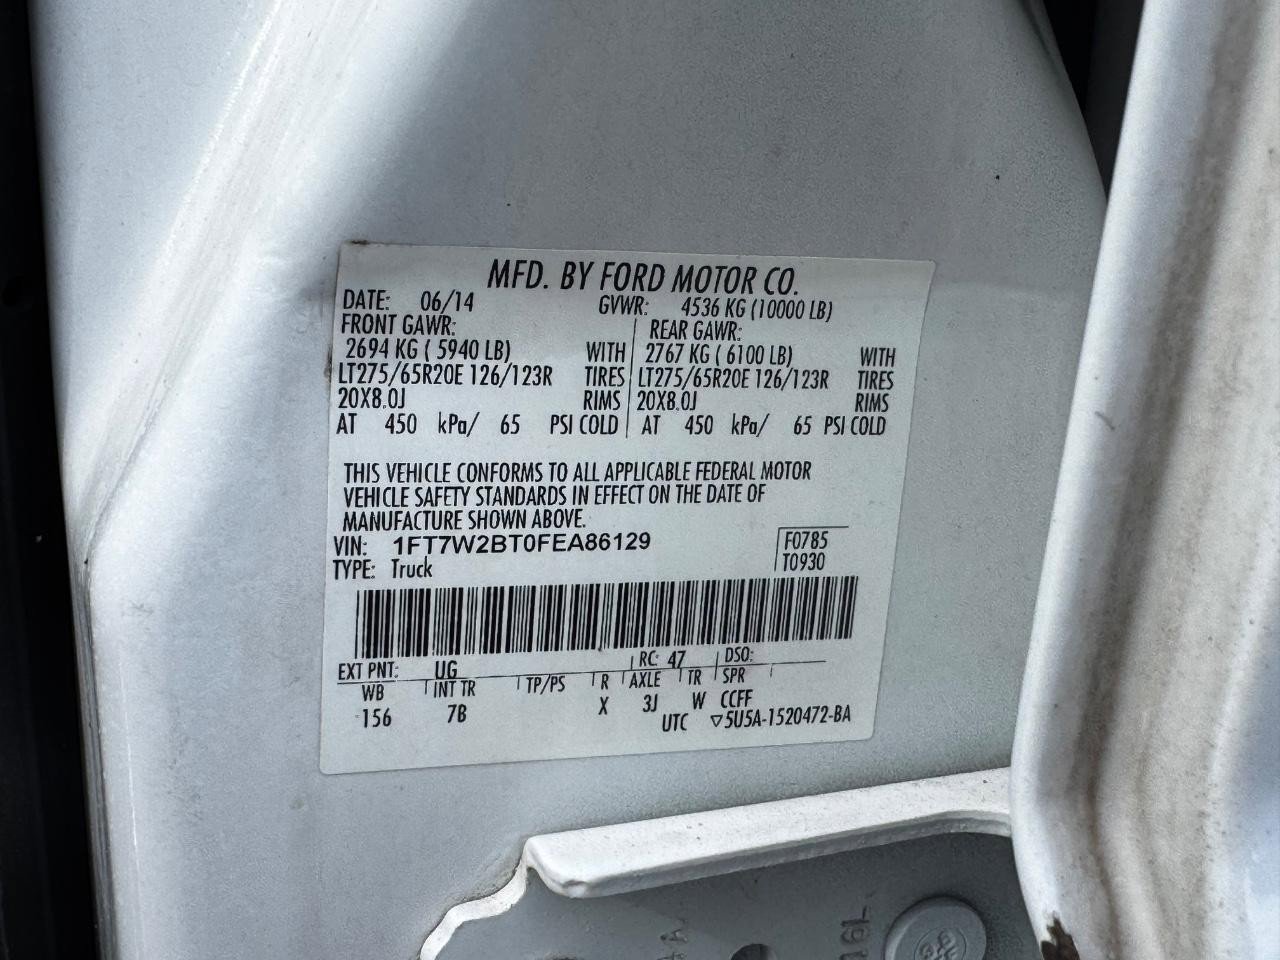 MFD. BY FORD MOTOR CO.
DATE: 06/14 GVWR: 4536 KG (10000 LB)
FRONT GAWR: REAR GAWR:
2694 KG ( 5940 LB) WITH 2767 KG ( 6100 LB) WITH
LT275/65R20E 126/123R TIRES LT275/65R20E 126/123R TIRES
20X8.0J RIMS 20X8.0J RIMS
AT 450 kPa/ 65 PSI COLD AT 450 kPa/ 65 PSI COLD
THIS VEHICLE CONFORMS TO ALL APPLICABLE FEDERAL MOTOR
VEHICLE SAFETY STANDARDS IN EFFECT ON THE DATE OF
MANUFACTURE SHOWN ABOVE.
VIN: 1FT7W2BT0FEA86129 F0785
TYPE: Truck T0930
EXT PNT: UG RC: 47 DSO:
WB INT TR TP/PS R AXLE TR SPR
156 7B X 3J W CCFF
UTC ▽5U5A-1520472-BA